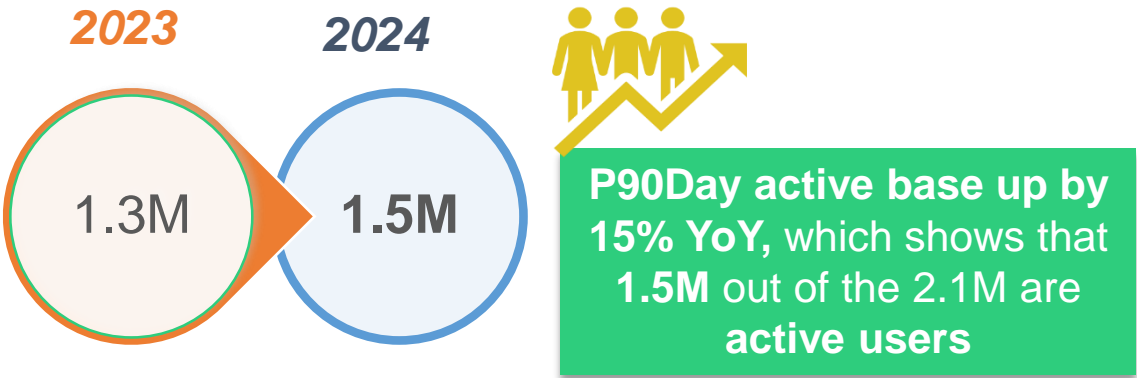 2023
2024
1.3M
1.5M
P90Day active base up by
15% YoY, which shows that
1.5M out of the 2.1M are
active users